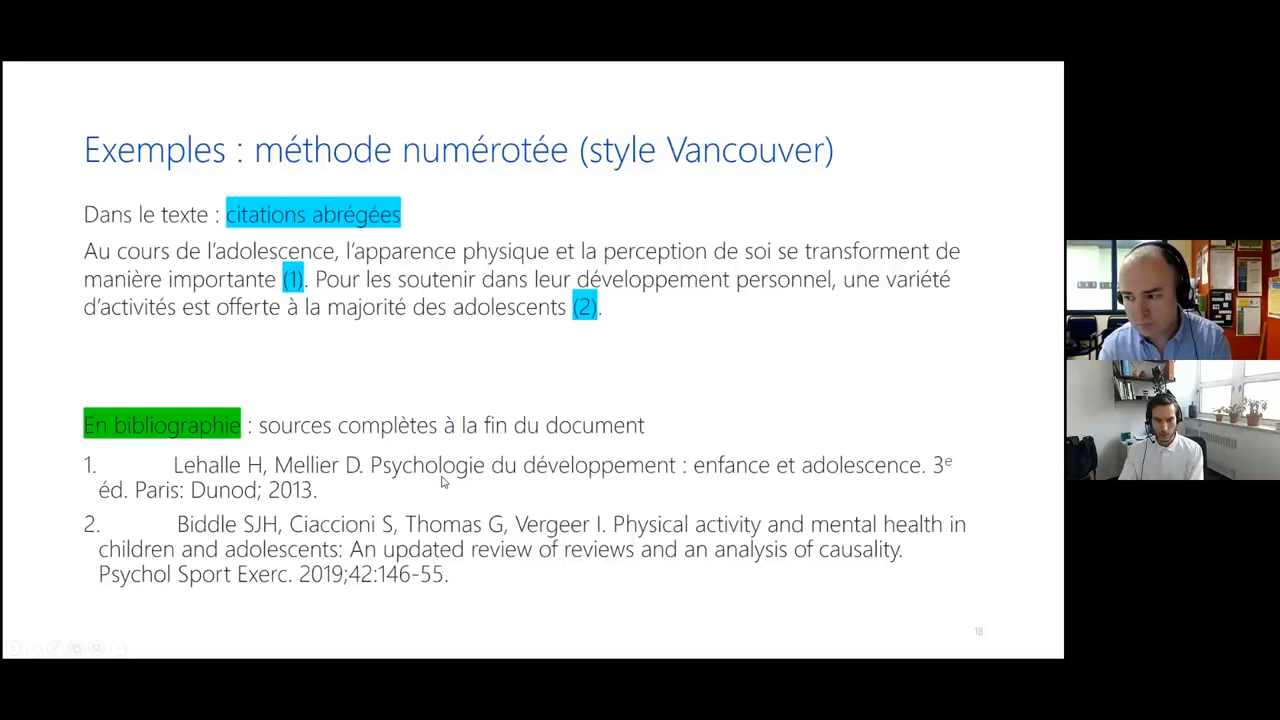 Exemples : méthode numérotée (style Vancouver)
Dans le texte : citations abrégées
Au cours de l'adolescence, l'apparence physique et la perception de soi se transforment de
manière importante (1). Pour les soutenir dans leur développement personnel, une variété
d'activités est offerte à la majorité des adolescents (2).
En bibliographie : sources complètes à la fin du document
1. Lehalle H, Mellier D. Psychologie du développement : enfance et adolescence. 3e
éd. Paris: Dunod; 2013.
2. Biddle SJH, Ciaccioni S, Thomas G, Vergeer I. Physical activity and mental health in
children and adolescents: An updated review of reviews and an analysis of causality.
Psychol Sport Exerc. 2019;42:146-55.
18